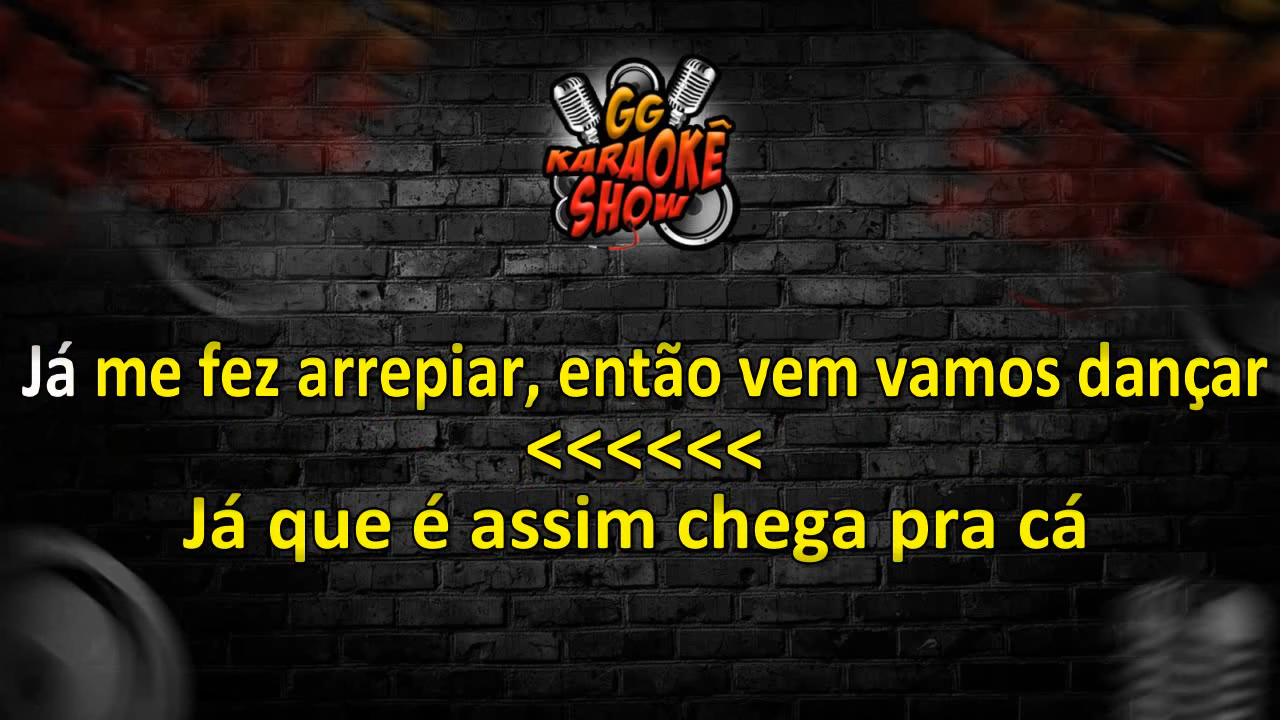 GG
KARAOKÊ
SHOW
Já me fez arrepiar, então vem vamos dançar
<<<<<<
Já que é assim chega pra cá